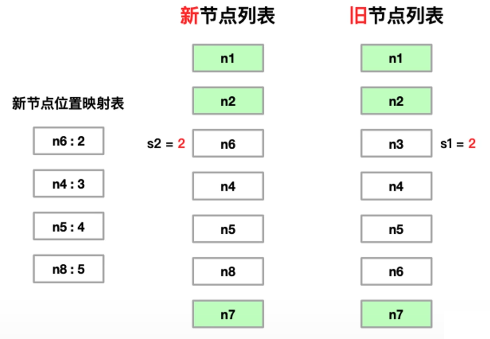 新节点列表 旧节点列表
n1 n1
n2 n2
新节点位置映射表
n6 : 2 s2 = 2 n6 n3 s1 = 2
n4 : 3 n4 n4
n5 : 4 n5 n5
n8 : 5 n8 n6
n7 n7